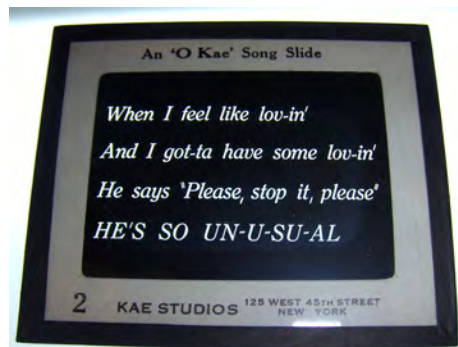 An 'O Kae' Song Slide
When I feel like lov-in'
And I got-ta have some lov-in'
He says "Please, stop it, please"
HE'S SO UN-U-SU-AL
2 KAE STUDIOS 125 WEST 45TH STREET
NEW YORK